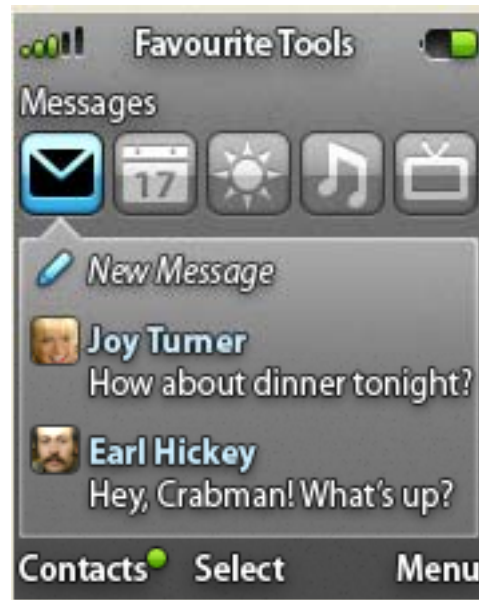 Favourite Tools
Messages
17
New Message
Joy Turner
How about dinner tonight?
Earl Hickey
Hey, Crabman! What's up?
Contacts Select Menu